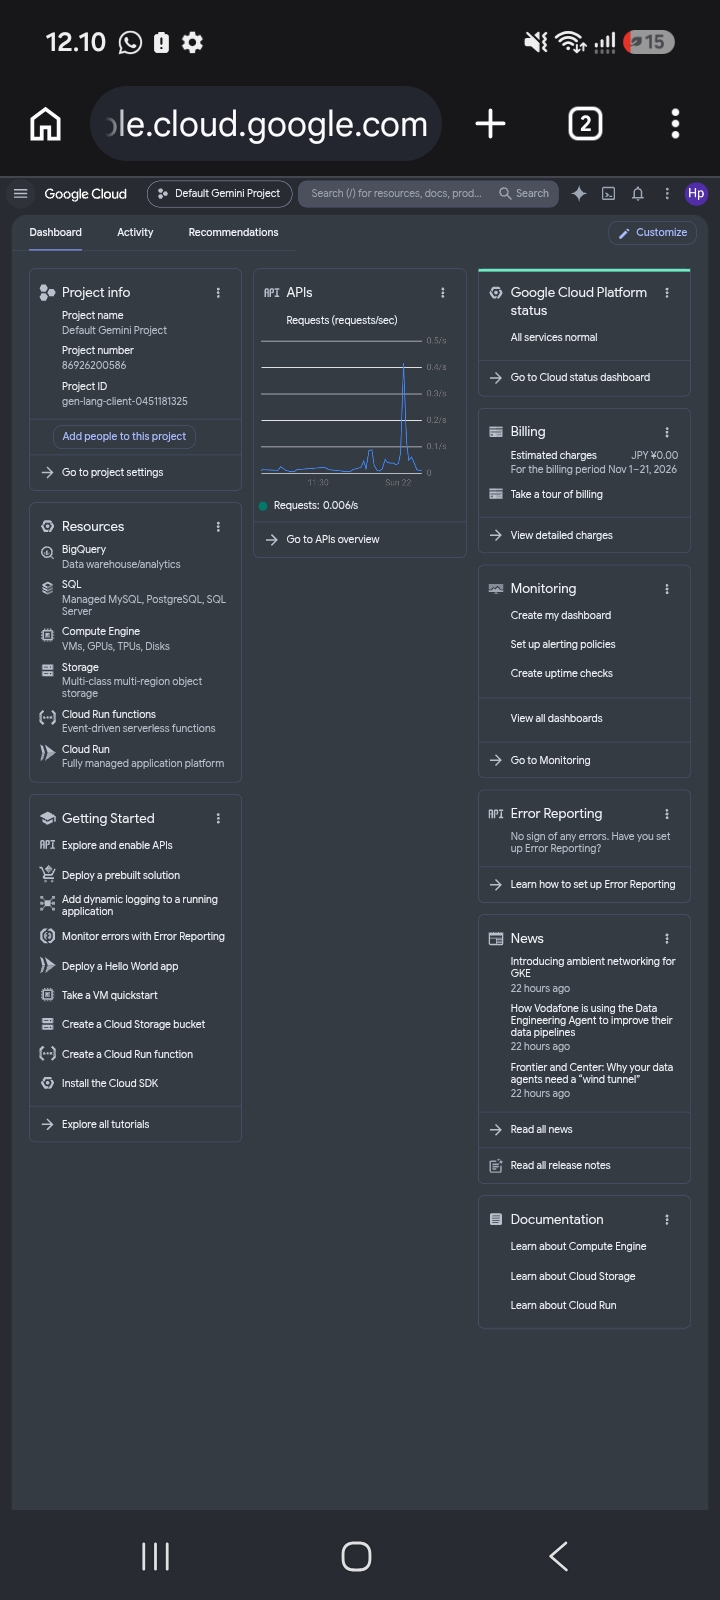 12.10
15
le.cloud.google.com
2
Google Cloud
Default Gemini Project
Search (/) for resources, docs, prod...
Search
Hp
Dashboard
Activity
Recommendations
Customize
Project info
Project name
Default Gemini Project
Project number
86926200586
Project ID
gen-lang-client-0451181325
Add people to this project
Go to project settings
Resources
BigQuery
Data warehouse/analytics
SQL
Managed MySQL, PostgreSQL, SQL
Server
Compute Engine
VMs, GPUs, TPUs, Disks
Storage
Multi-class multi-region object
storage
Cloud Run functions
Event-driven serverless functions
Cloud Run
Fully managed application platform
Getting Started
API
Explore and enable APIs
Deploy a prebuilt solution
Add dynamic logging to a running
application
Monitor errors with Error Reporting
Deploy a Hello World app
Take a VM quickstart
Create a Cloud Storage bucket
Create a Cloud Run function
Install the Cloud SDK
Explore all tutorials
API
APIs
Requests (requests/sec)
0.5/s
0.4/s
0.3/s
0.2/s
0.1/s
0
11:30
Sun 22
Requests: 0.006/s
Go to APIs overview
Google Cloud Platform
status
All services normal
Go to Cloud status dashboard
Billing
Estimated charges
JPY ¥0.00
For the billing period Nov 1–21, 2026
Take a tour of billing
View detailed charges
Monitoring
Create my dashboard
Set up alerting policies
Create uptime checks
View all dashboards
Go to Monitoring
API
Error Reporting
No sign of any errors. Have you set
up Error Reporting?
Learn how to set up Error Reporting
News
Introducing ambient networking for
GKE
22 hours ago
How Vodafone is using the Data
Engineering Agent to improve their
data pipelines
22 hours ago
Frontier and Center: Why your data
agents need a “wind tunnel”
22 hours ago
Read all news
Read all release notes
Documentation
Learn about Compute Engine
Learn about Cloud Storage
Learn about Cloud Run